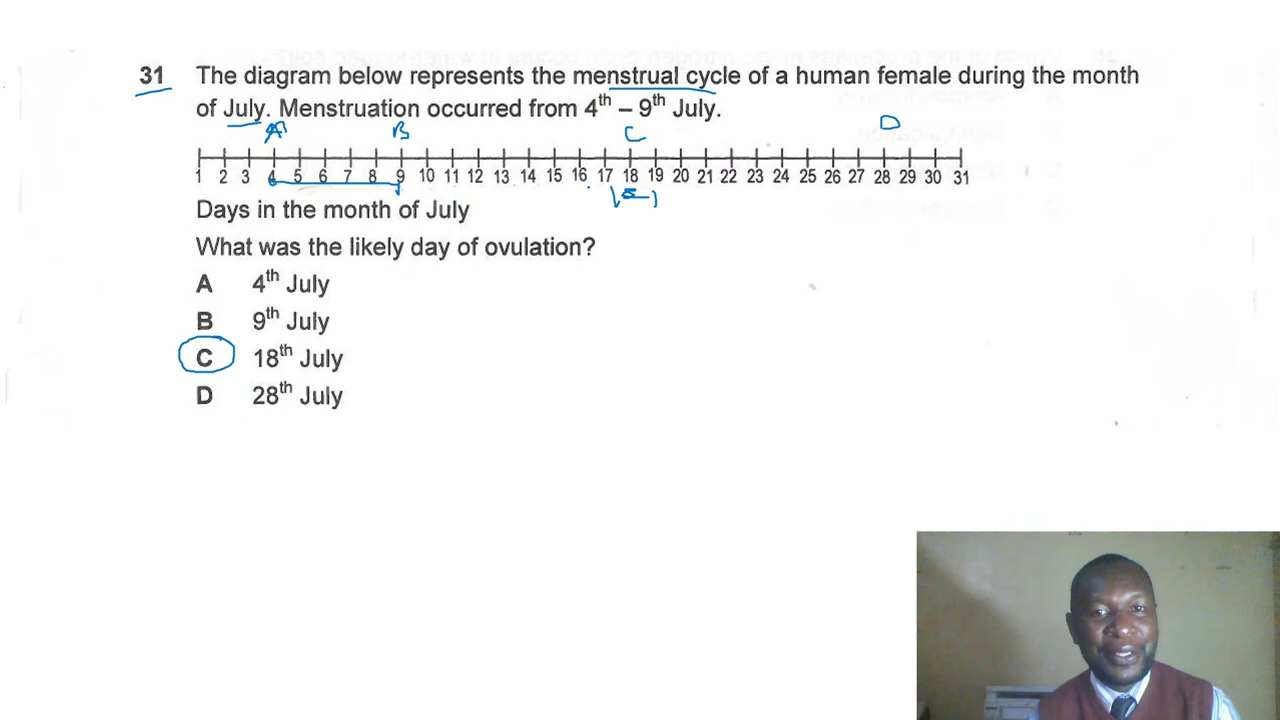 31 The diagram below represents the menstrual cycle of a human female during the month
of July. Menstruation occurred from 4th – 9th July.
A B C D
1 2 3 4 5 6 7 8 9 10 11 12 13 14 15 16 17 18 19 20 21 22 23 24 25 26 27 28 29 30 31
Days in the month of July
What was the likely day of ovulation?
A 4th July
B 9th July
C 18th July
D 28th July